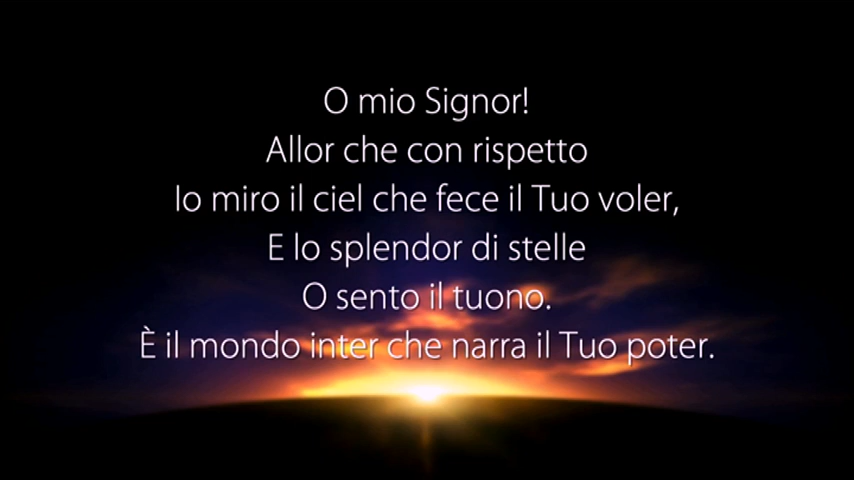 O mio Signor!
Allor che con rispetto
Io miro il ciel che fece il Tuo voler,
E lo splendor di stelle
O sento il tuono.
È il mondo inter che narra il Tuo poter.